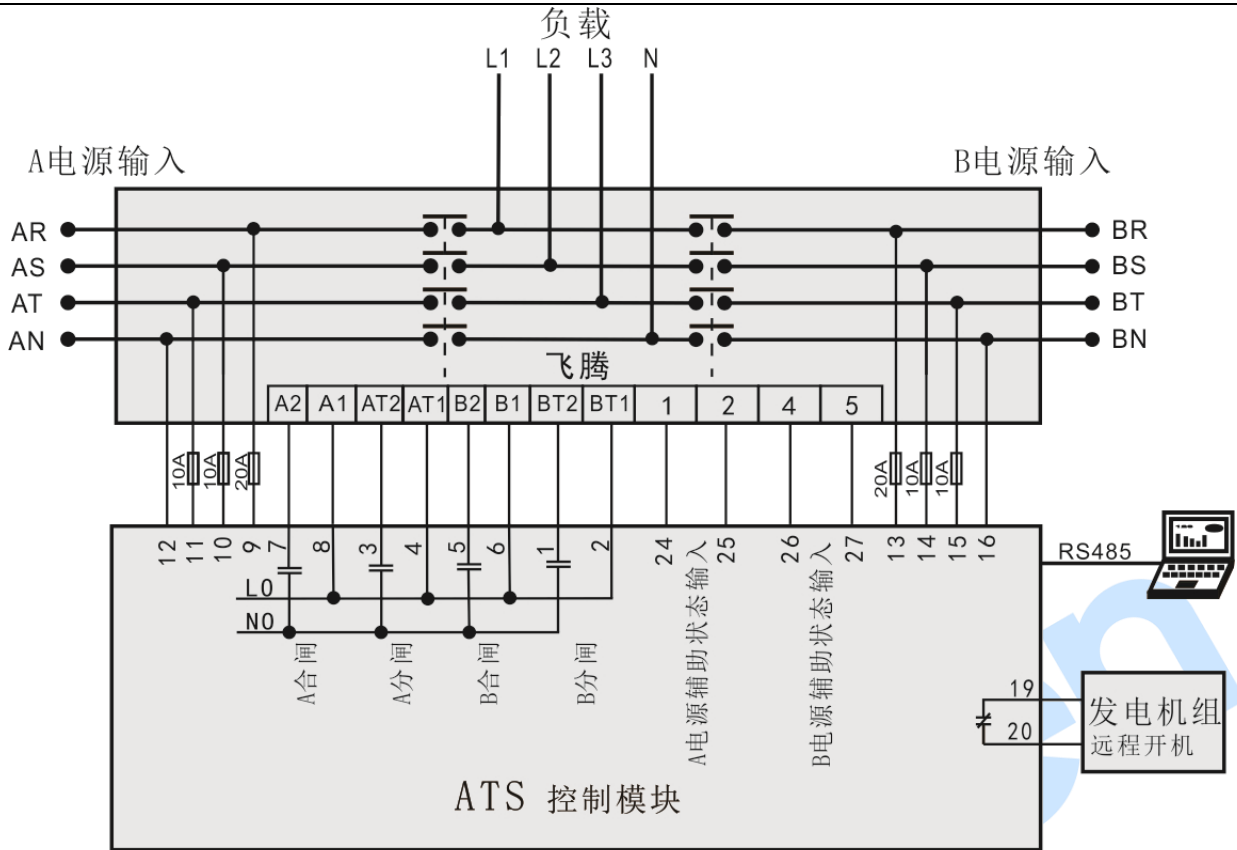 负载
L1 L2 L3 N
A电源输入
B电源输入
AR
BR
AS
BS
AT
BT
AN
BN
飞腾
A2 A1 AT2 AT1 B2 B1 BT2 BT1 1 2 4 5
10A 10A 20A
20A 10A 10A
12 11 10 9 7 8 3 4 5 6 1 2 24 25 26 27 13 14 15 16
RS485
L0
N0
A合闸
A分闸
B合闸
B分闸
A电源辅助状态输入
B电源辅助状态输入
19
20
发电机组
远程开机
ATS 控制模块